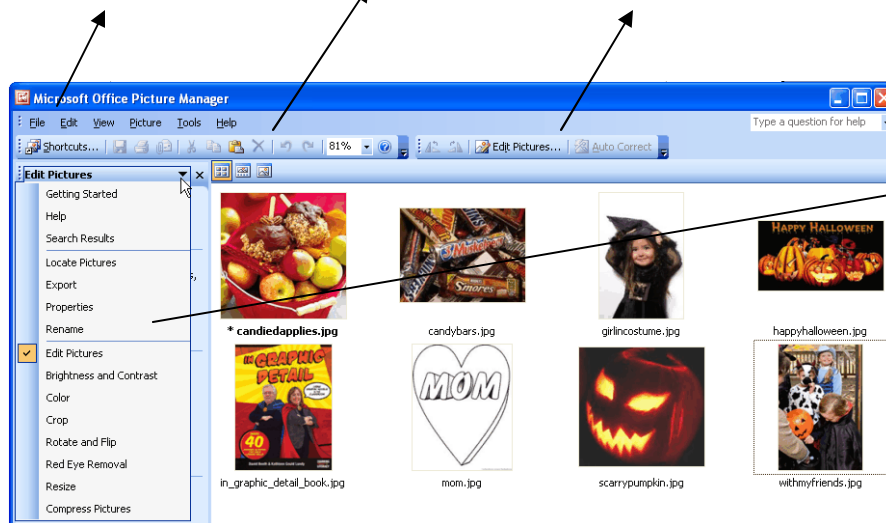 Microsoft Office Picture Manager
File Edit View Picture Tools Help
Type a question for help
Shortcuts... 81% Edit Pictures... Auto Correct
Edit Pictures
Getting Started
Help
Search Results
Locate Pictures
Export
Properties
Rename
Edit Pictures
Brightness and Contrast
Color
Crop
Rotate and Flip
Red Eye Removal
Resize
Compress Pictures
HAPPY HALLOWEEN
* candiedapplies.jpg candybars.jpg girlincostume.jpg happyhalloween.jpg
IN GRAPHIC
DETAIL
40
MOM
in_graphic_detail_book.jpg mom.jpg scarrypumpkin.jpg withmyfriends.jpg